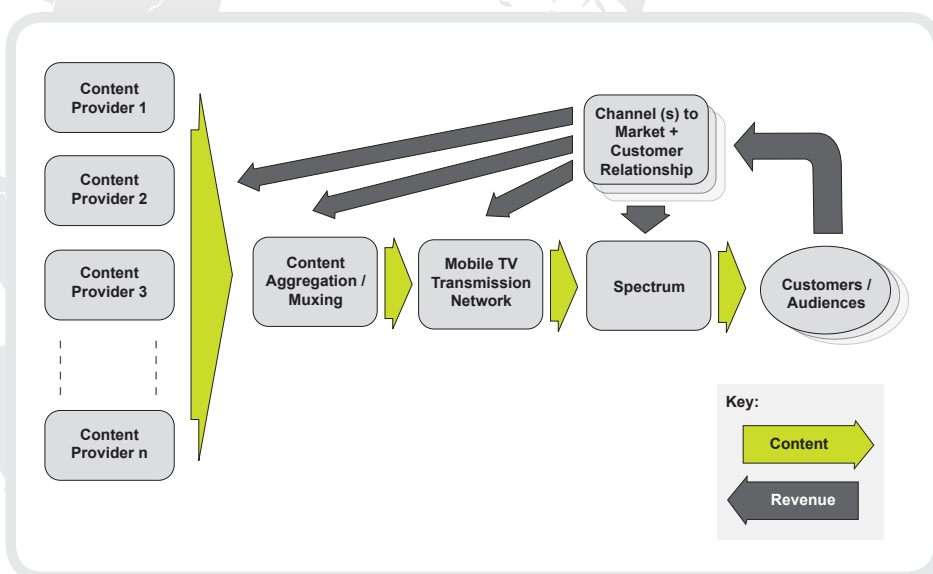 Content
Provider 1
Content
Provider 2
Content
Provider 3
Content
Provider n
Content
Aggregation /
Muxing
Mobile TV
Transmission
Network
Channel (s) to
Market +
Customer
Relationship
Spectrum
Customers /
Audiences
Key:
Content
Revenue